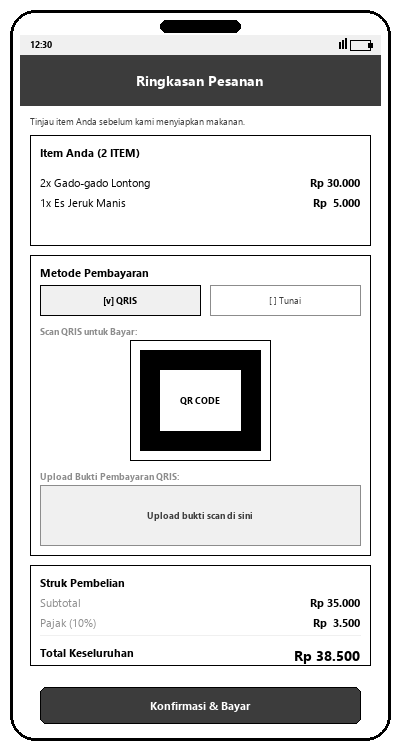 12:30
Ringkasan Pesanan
Tinjau item Anda sebelum kami menyiapkan makanan.
Item Anda (2 ITEM)
2x Gado-gado Lontong Rp 30.000
1x Es Jeruk Manis Rp 5.000
Metode Pembayaran
[v] QRIS [ ] Tunai
Scan QRIS untuk Bayar:
QR CODE
Upload Bukti Pembayaran QRIS:
Upload bukti scan di sini
Struk Pembelian
Subtotal Rp 35.000
Pajak (10%) Rp 3.500
Total Keseluruhan Rp 38.500
Konfirmasi & Bayar